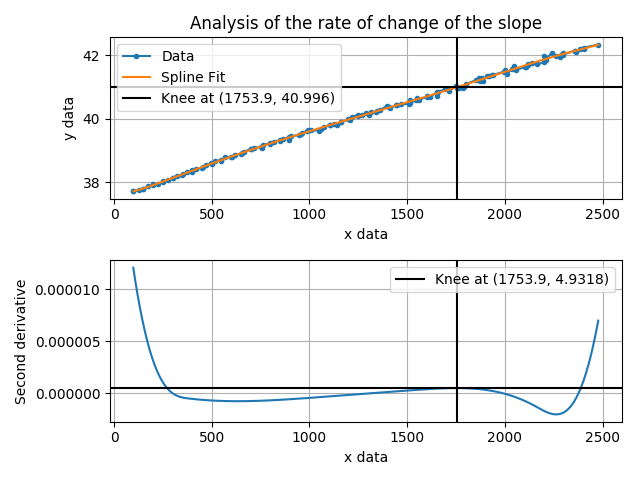 Analysis of the rate of change of the slope
Data
Spline Fit
Knee at (1753.9, 40.996)
42
40
38
y data
0 500 1000 1500 2000 2500
x data
Knee at (1753.9, 4.9318)
0.000010
0.000005
0.000000
Second derivative
0 500 1000 1500 2000 2500
x data